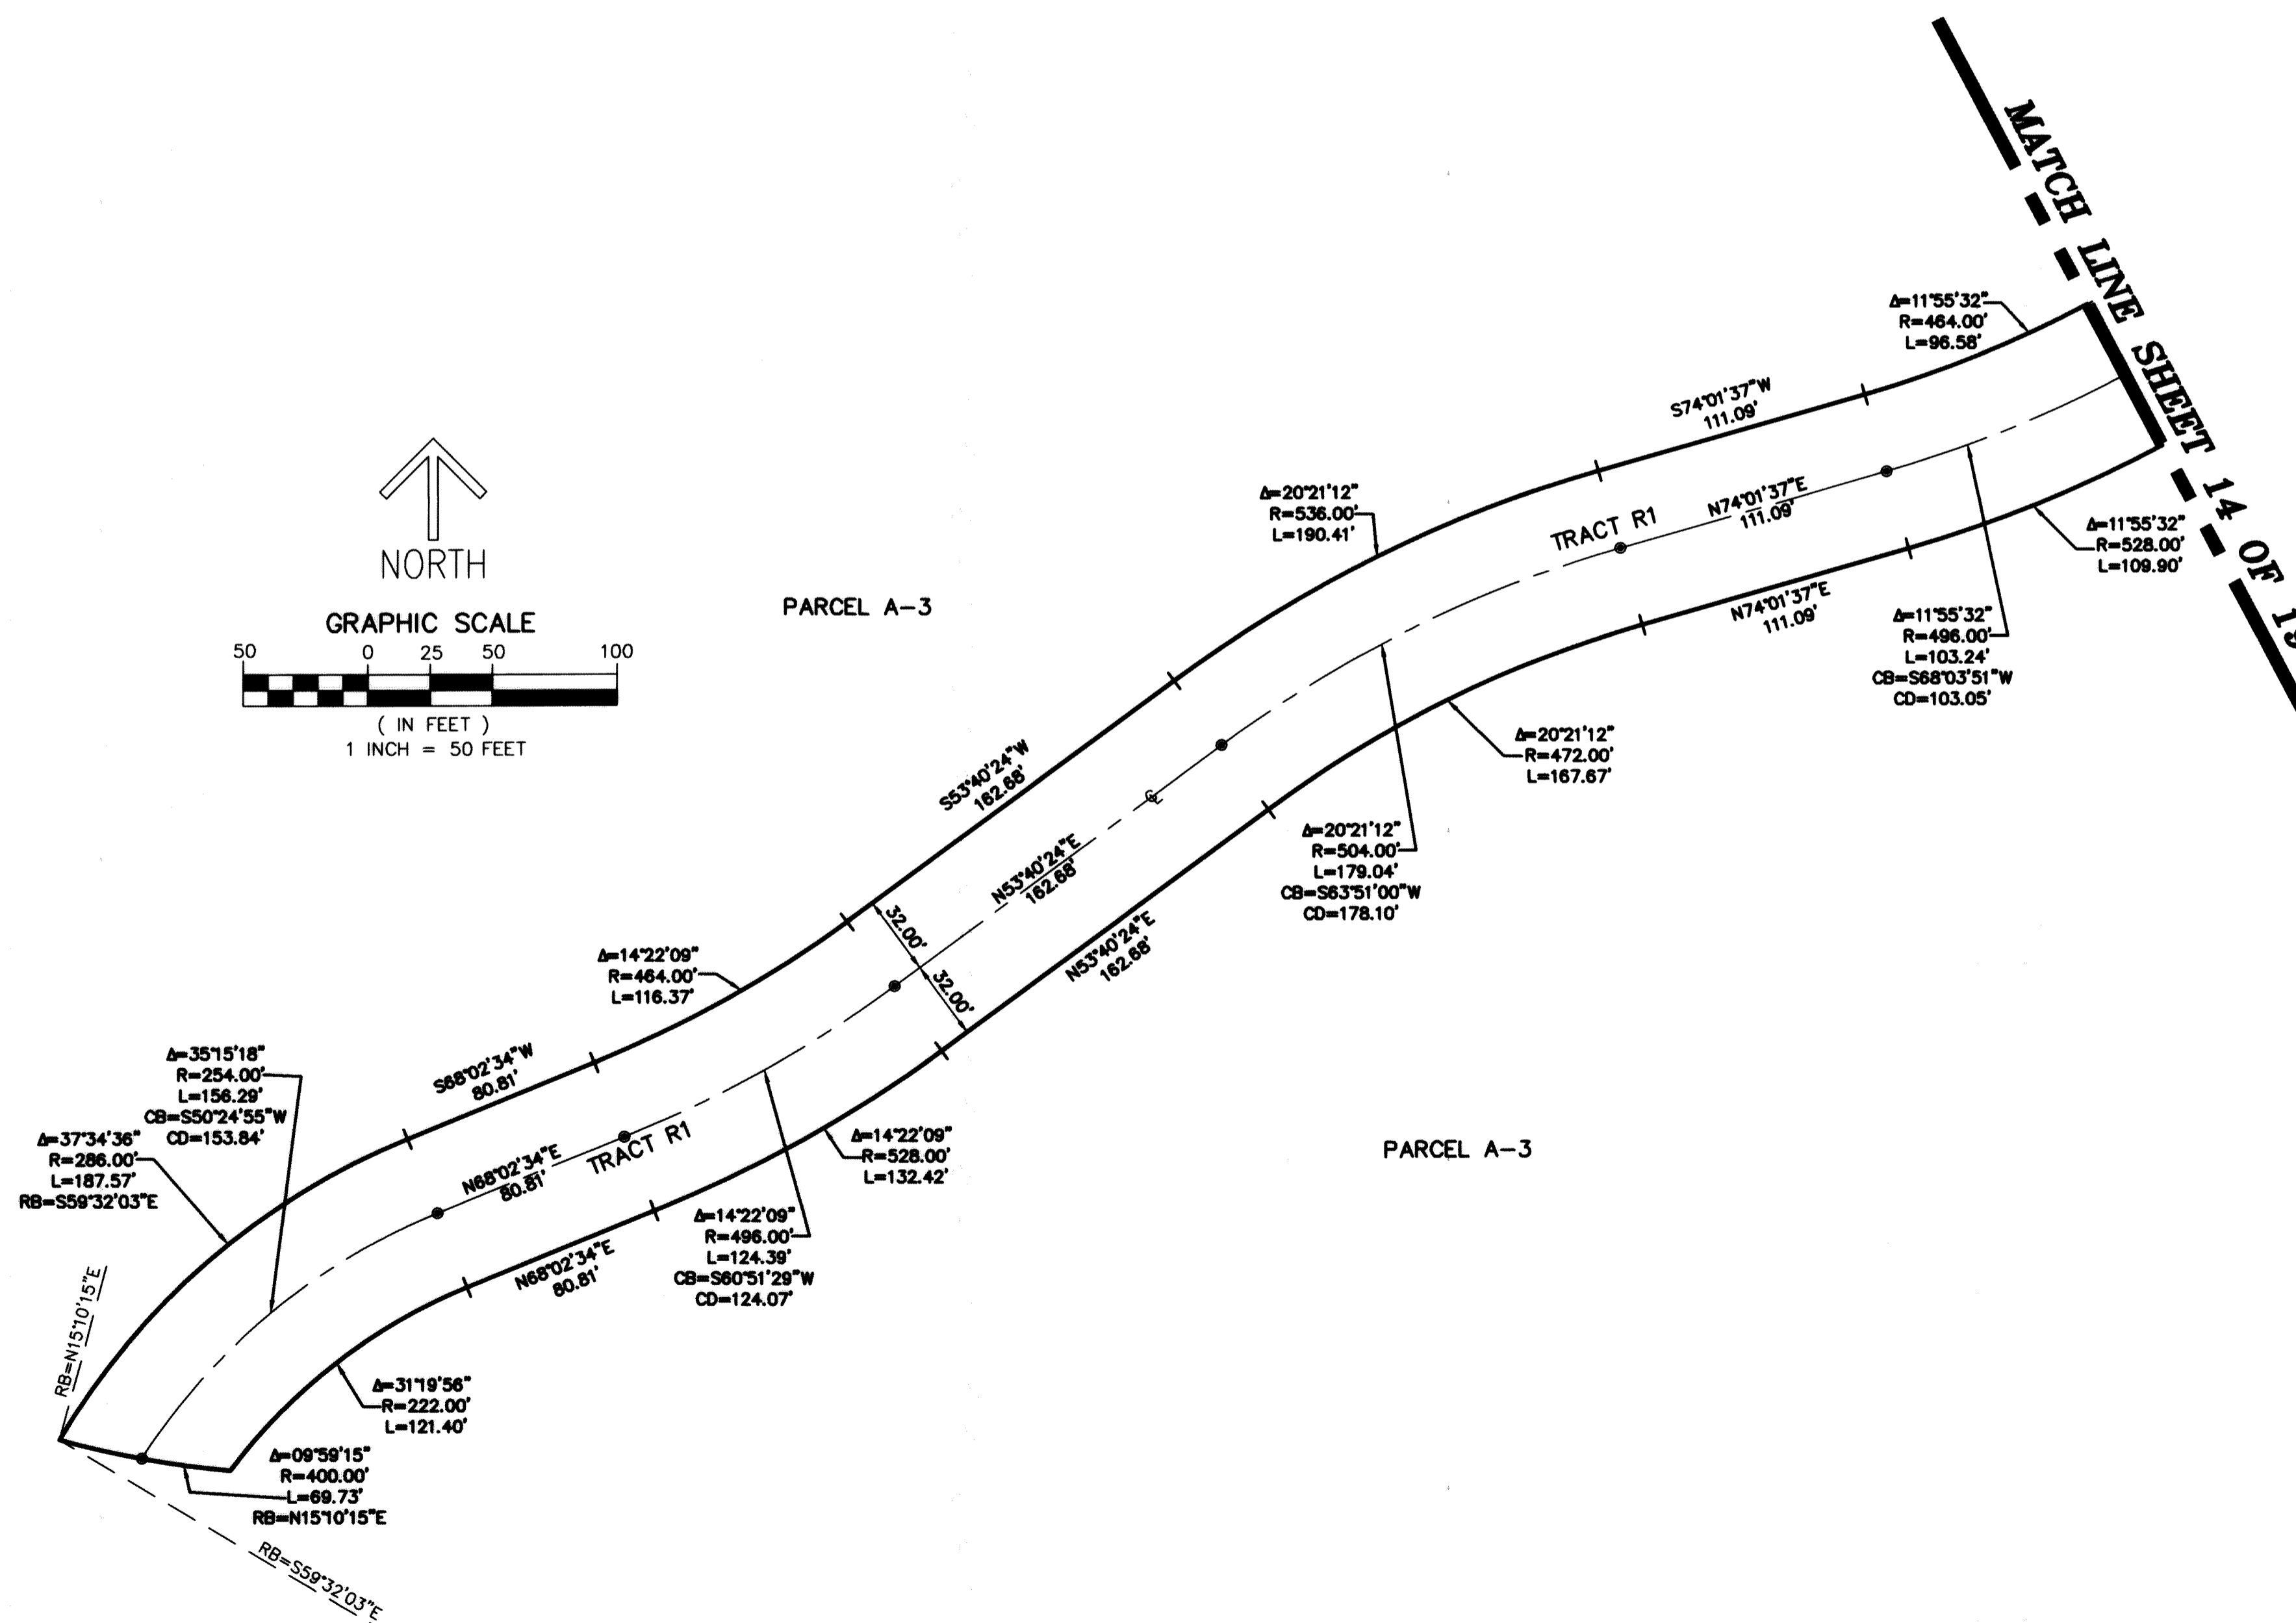 MATCH LINE SHEET 14 OF 19
Δ=11°55'32"
R=464.00'
L=96.58'
S74°01'37"W
111.09'
NORTH
GRAPHIC SCALE
50 0 25 50 100
( IN FEET )
1 INCH = 50 FEET
PARCEL A-3
Δ=20°21'12"
R=536.00'
L=190.41'
TRACT R1
N74°01'37"E
111.09'
Δ=11°55'32"
R=528.00'
L=109.90'
N74°01'37"E
111.09'
Δ=11°55'32"
R=496.00'
L=103.24'
CB=S68°03'51"W
CD=103.05'
Δ=20°21'12"
R=472.00'
L=167.67'
S53°40'24"W
162.68'
℄
N53°40'24"E
162.68'
Δ=20°21'12"
R=504.00'
L=179.04'
CB=S63°51'00"W
CD=178.10'
32.00'
32.00'
N53°40'24"E
162.68'
Δ=14°22'09"
R=464.00'
L=116.37'
S68°02'34"W
80.81'
Δ=35°15'18"
R=254.00'
L=156.29'
CB=S50°24'55"W
CD=153.84'
Δ=37°34'36"
R=286.00'
L=187.57'
RB=S59°32'03"E
N68°02'34"E
80.81'
TRACT R1
Δ=14°22'09"
R=528.00'
L=132.42'
PARCEL A-3
Δ=14°22'09"
R=496.00'
L=124.39'
CB=S60°51'29"W
CD=124.07'
N68°02'34"E
80.81'
RB=N15°10'15"E
Δ=31°19'56"
R=222.00'
L=121.40'
Δ=09°59'15"
R=400.00'
L=69.73'
RB=N15°10'15"E
RB=S59°32'03"E